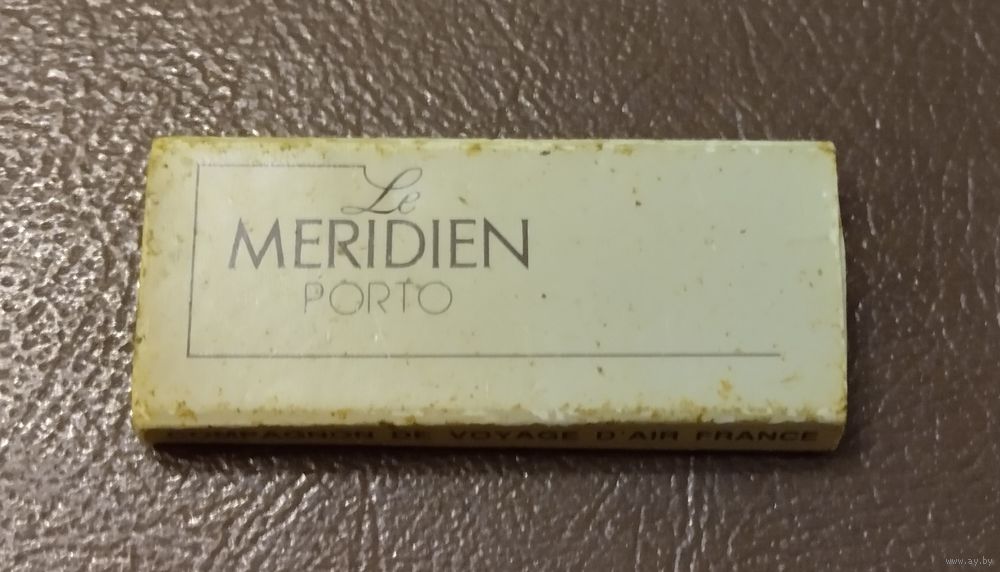 Le
MERIDIEN
PORTO
COMPAGNON DE VOYAGE D'AIR FRANCE
www.ay.by